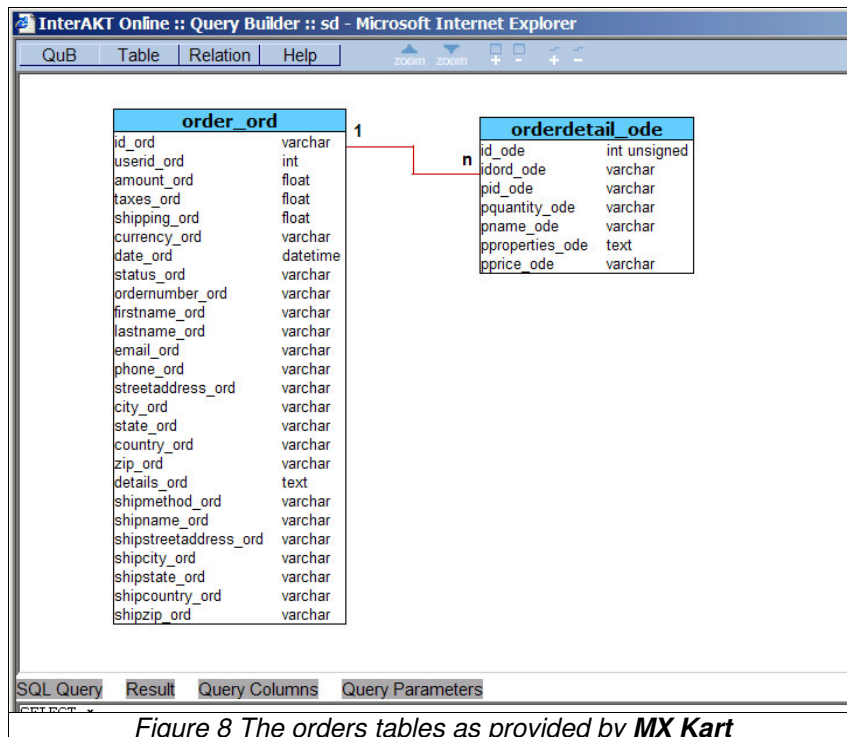 InterAKT Online :: Query Builder :: sd - Microsoft Internet Explorer
QuB Table Relation Help zoom zoom
order_ord
id_ord varchar
userid_ord int
amount_ord float
taxes_ord float
shipping_ord float
currency_ord varchar
date_ord datetime
status_ord varchar
ordernumber_ord varchar
firstname_ord varchar
lastname_ord varchar
email_ord varchar
phone_ord varchar
streetaddress_ord varchar
city_ord varchar
state_ord varchar
country_ord varchar
zip_ord varchar
details_ord text
shipmethod_ord varchar
shipname_ord varchar
shipstreetaddress_ord varchar
shipcity_ord varchar
shipstate_ord varchar
shipcountry_ord varchar
shipzip_ord varchar
1
n
orderdetail_ode
id_ode int unsigned
idord_ode varchar
pid_ode varchar
pquantity_ode varchar
pname_ode varchar
pproperties_ode text
pprice_ode varchar
SQL Query Result Query Columns Query Parameters
SELECT *
Figure 8 The orders tables as provided by MX Kart